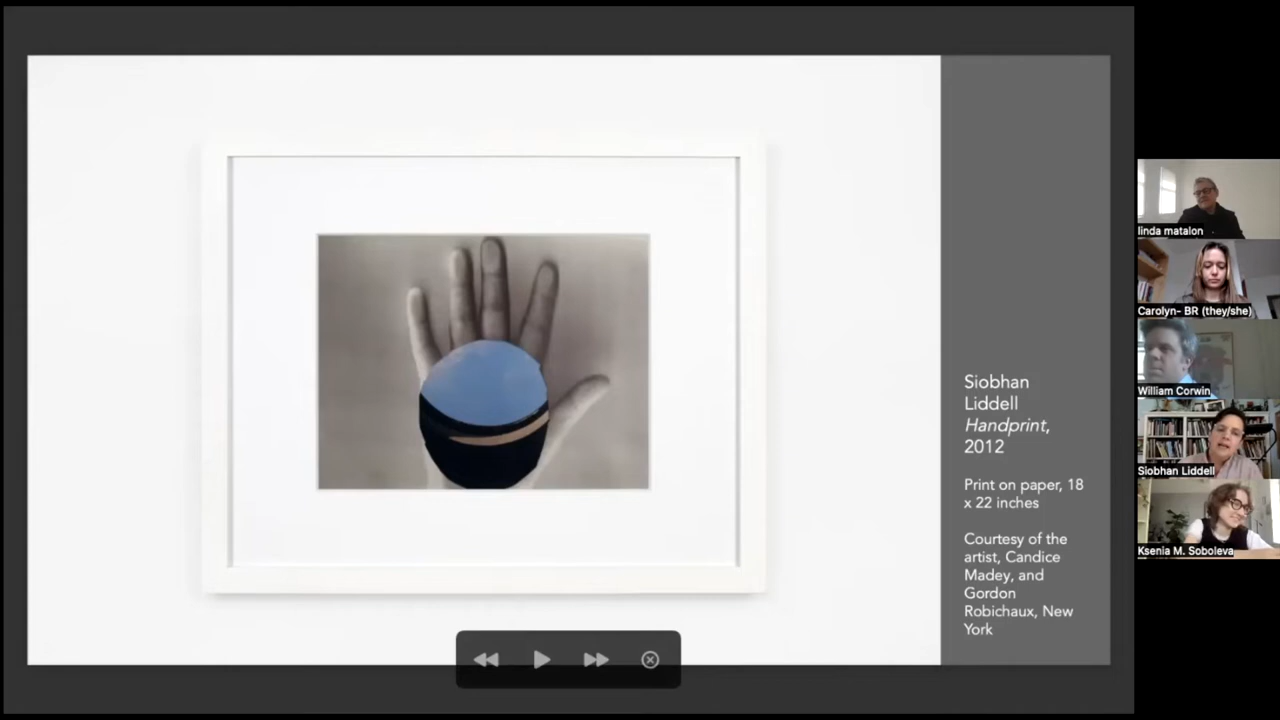 Siobhan
Liddell
Handprint,
2012
Print on paper, 18
x 22 inches
Courtesy of the
artist, Candice
Madey, and
Gordon
Robichaux, New
York
linda matalon
Carolyn- BR (they/she)
William Corwin
Siobhan Liddell
Ksenia M. Soboleva